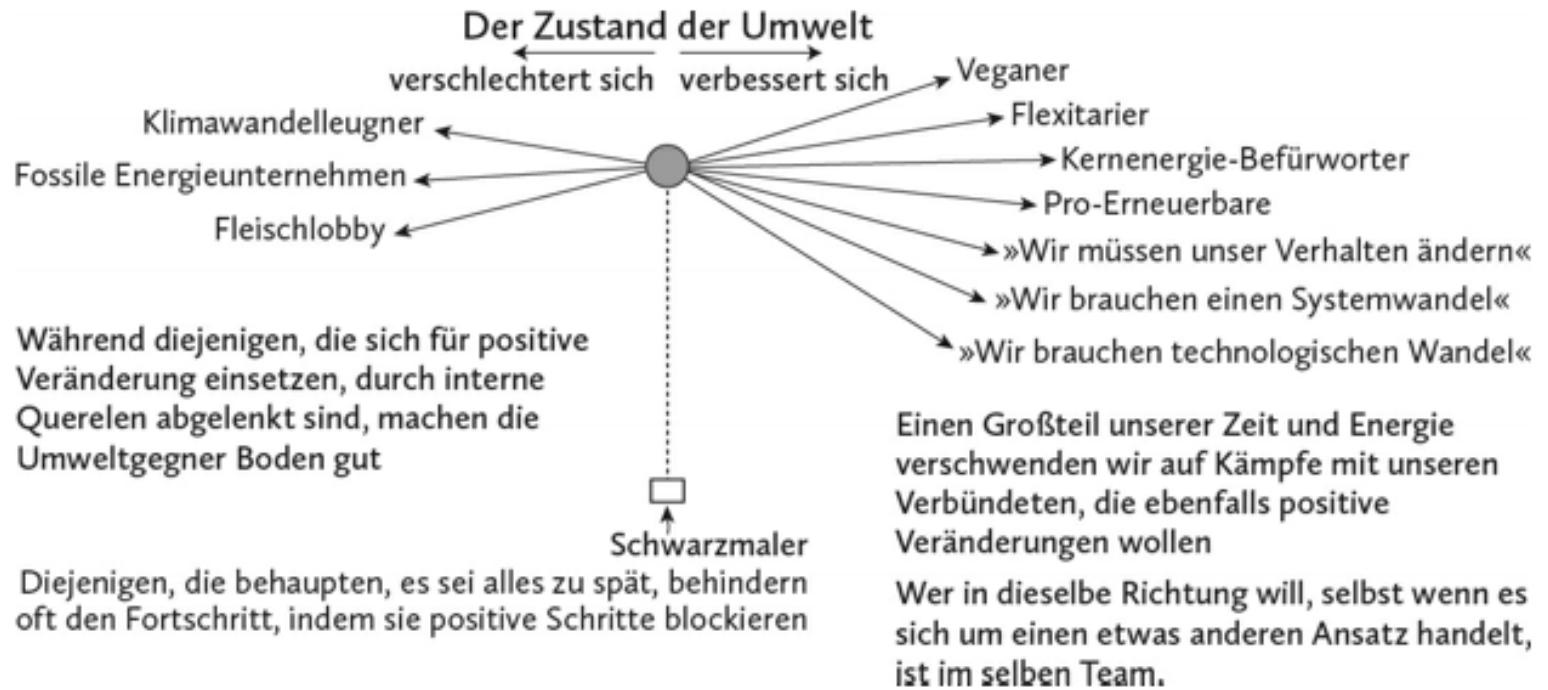 Der Zustand der Umwelt
verschlechtert sich verbessert sich
Klimawandelleugner
Fossile Energieunternehmen
Fleischlobby
Veganer
Flexitarier
Kernenergie-Befürworter
Pro-Erneuerbare
»Wir müssen unser Verhalten ändern«
»Wir brauchen einen Systemwandel«
»Wir brauchen technologischen Wandel«
Während diejenigen, die sich für positive
Veränderung einsetzen, durch interne
Querelen abgelenkt sind, machen die
Umweltgegner Boden gut
Schwarzmaler
Diejenigen, die behaupten, es sei alles zu spät, behindern
oft den Fortschritt, indem sie positive Schritte blockieren
Einen Großteil unserer Zeit und Energie
verschwenden wir auf Kämpfe mit unseren
Verbündeten, die ebenfalls positive
Veränderungen wollen
Wer in dieselbe Richtung will, selbst wenn es
sich um einen etwas anderen Ansatz handelt,
ist im selben Team.